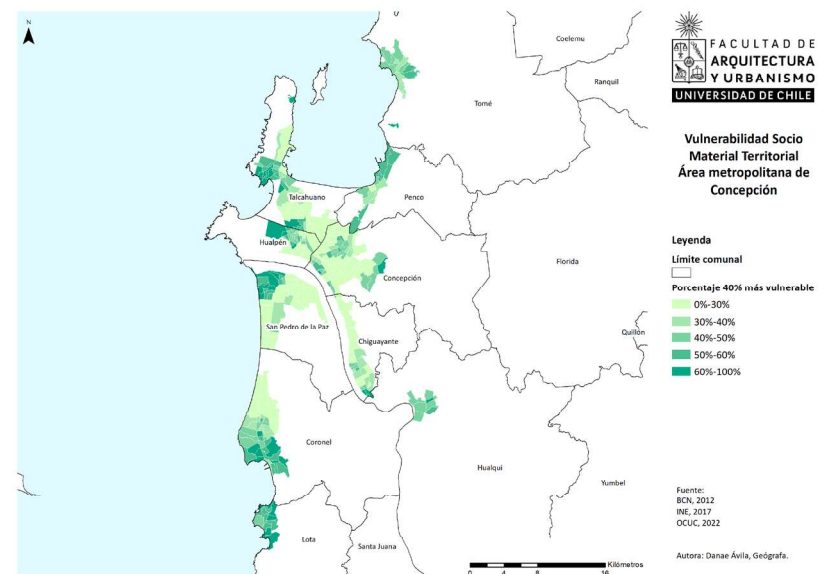 N
Coelemu
Ranquil
Tomé
Talcahuano
Penco
Hualpén
Florida
Concepción
San Pedro de la Paz
Quillón
Chiguayante
Coronel
Hualqui
Yumbel
Lota
Santa Juana
0
4
8
16
Kilómetros
FACULTAD DE
ARQUITECTURA
Y URBANISMO
UNIVERSIDAD DE CHILE
Vulnerabilidad Socio
Material Territorial
Área metropolitana de
Concepción
Leyenda
Límite comunal
Porcentaje 40% más vulnerable
0%-30%
30%-40%
40%-50%
50%-60%
60%-100%
Fuente:
BCN, 2012
INE, 2017
OCUC, 2022
Autora: Danae Ávila, Geógrafa.